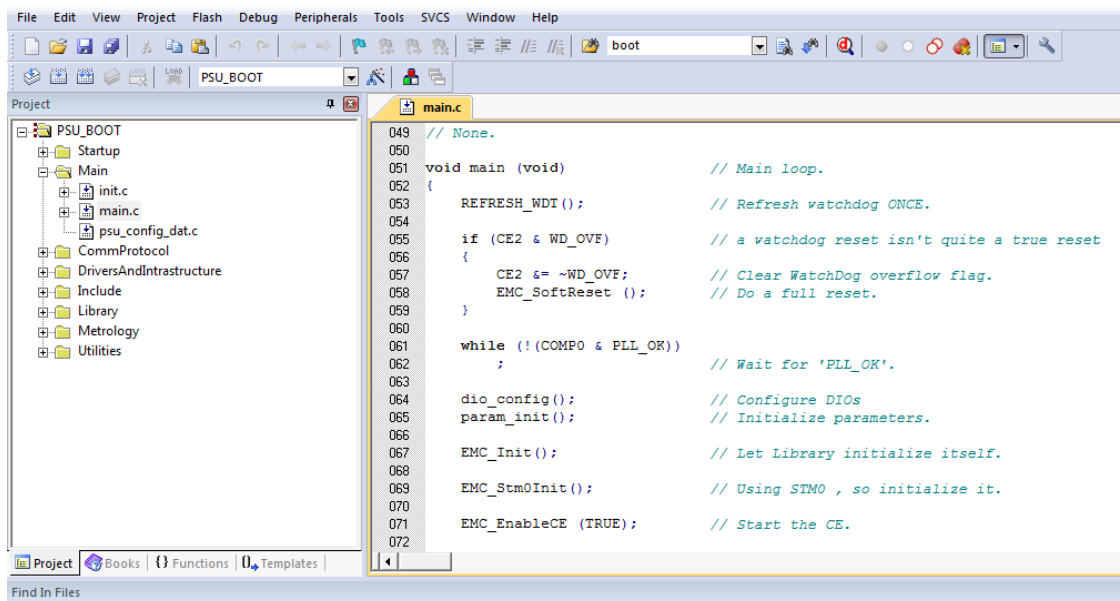 File Edit View Project Flash Debug Peripherals Tools SVCS Window Help
boot
LOAD PSU_BOOT
Project
PSU_BOOT
Startup
Main
init.c
main.c
psu_config_dat.c
CommProtocol
DriversAndIntrastructure
Include
Library
Metrology
Utilities
Project Books {} Functions 0 Templates
main.c
049 // None.
050
051 void main (void) // Main loop.
052 {
053 REFRESH_WDT(); // Refresh watchdog ONCE.
054
055 if (CE2 & WD_OVF) // a watchdog reset isn't quite a true reset
056 {
057 CE2 &= ~WD_OVF; // Clear WatchDog overflow flag.
058 EMC_SoftReset (); // Do a full reset.
059 }
060
061 while (!(COMP0 & PLL_OK))
062 ; // Wait for 'PLL_OK'.
063
064 dio_config(); // Configure DIOs
065 param_init(); // Initialize parameters.
066
067 EMC_Init(); // Let Library initialize itself.
068
069 EMC_Stm0Init(); // Using STM0 , so initialize it.
070
071 EMC_EnableCE (TRUE); // Start the CE.
072
Find In Files